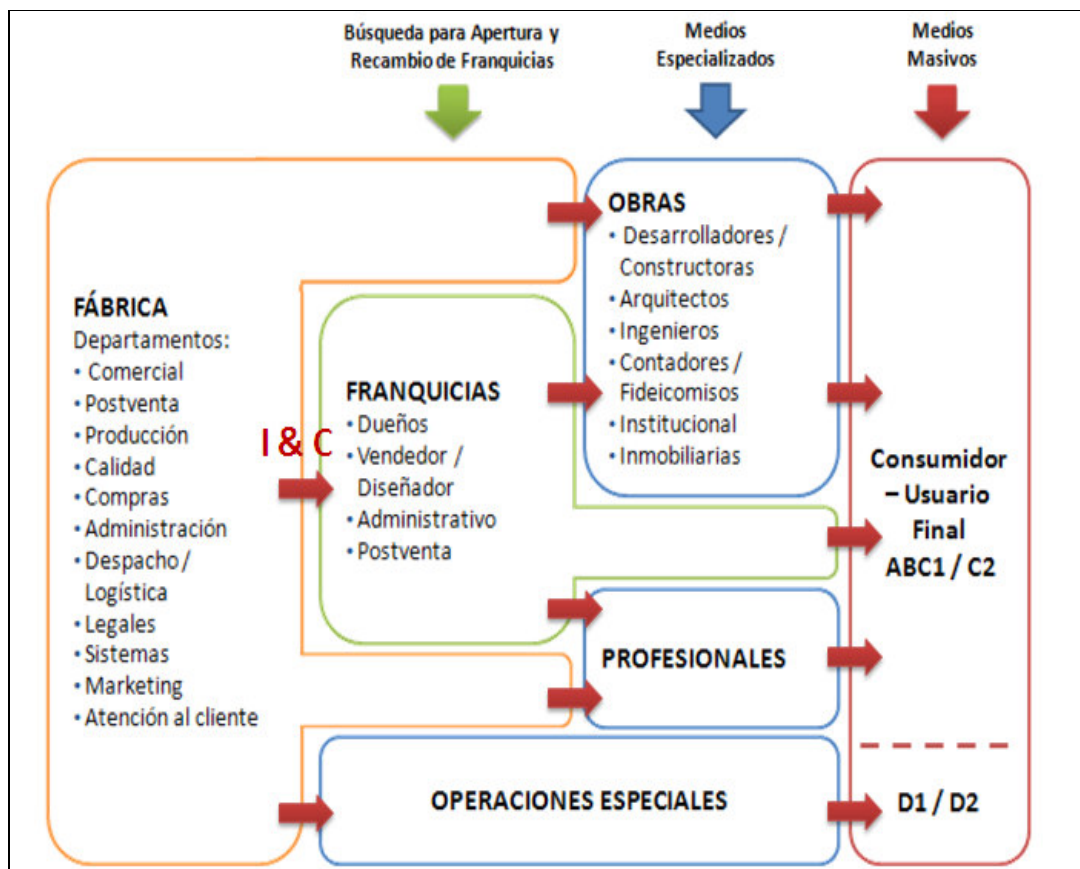 Búsqueda para Apertura y
Recambio de Franquicias
Medios
Especializados
Medios
Masivos
FÁBRICA
Departamentos:
• Comercial
• Postventa
• Producción
• Calidad
• Compras
• Administración
• Despacho /
Logística
• Legales
• Sistemas
• Marketing
• Atención al cliente
I & C
FRANQUICIAS
• Dueños
• Vendedor /
Diseñador
• Administrativo
• Postventa
OBRAS
• Desarrolladores /
Constructoras
• Arquitectos
• Ingenieros
• Contadores /
Fideicomisos
• Institucional
• Inmobiliarias
PROFESIONALES
OPERACIONES ESPECIALES
Consumidor
– Usuario
Final
ABC1 / C2
D1 / D2